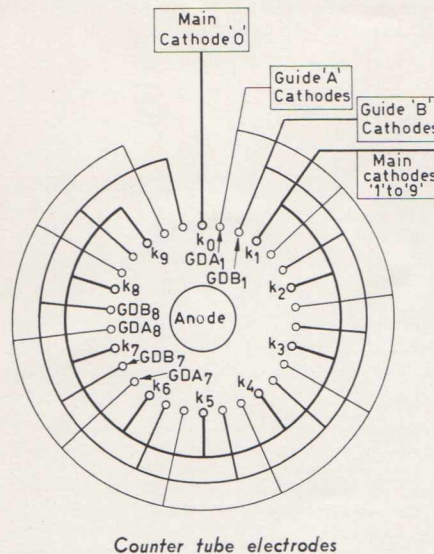 Main
Cathode '0'
Guide 'A'
Cathodes
Guide 'B'
Cathodes
Main
cathodes
'1' to '9'
k0
GDA1
GDB1
k1
k2
k3
k4
k5
k6
GDA7
GDB7
k7
GDA8
GDB8
k8
k9
Anode
Counter tube electrodes